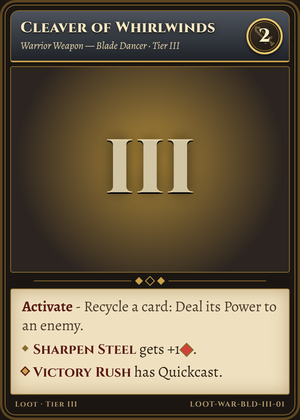 Cleaver of Whirlwinds
2
Warrior Weapon — Blade Dancer · Tier III
III
Activate - Recycle a card: Deal its Power to
an enemy.
Sharpen Steel gets +1.
Victory Rush has Quickcast.
Loot · Tier III
LOOT-WAR-BLD-III-01